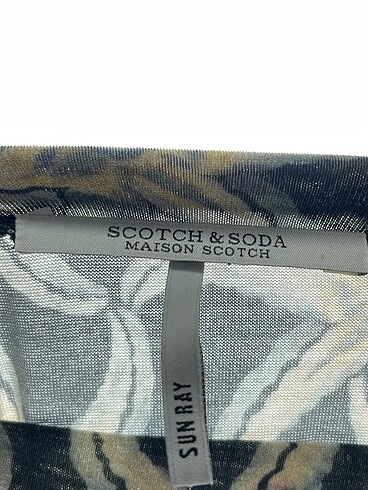 SCOTCH & SODA
MAISON SCOTCH
SUN RAY